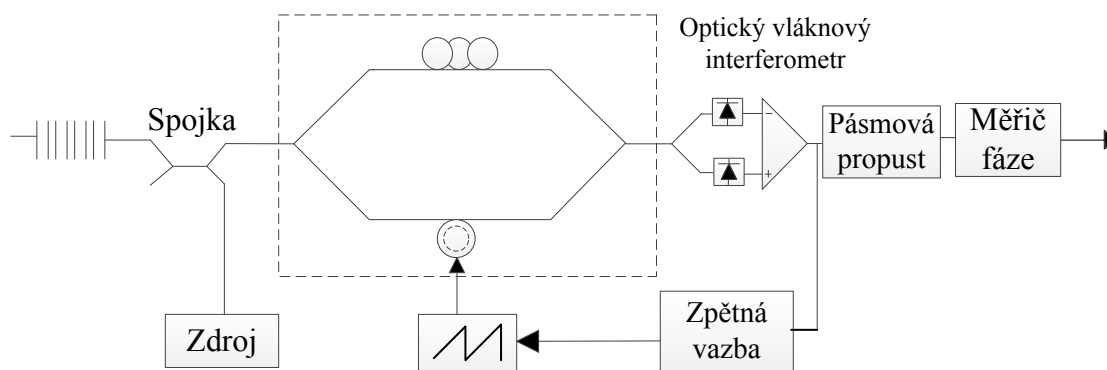 Optický vláknový
interferometr
Spojka
−
+
Pásmová
propust
Měřič
fáze
Zdroj
Zpětná
vazba